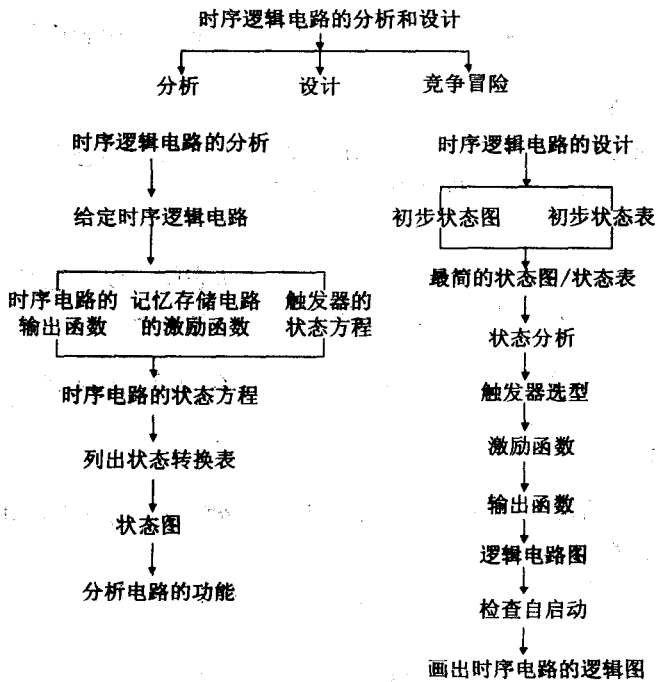 时序逻辑电路的分析和设计
分析
设计
竞争冒险
时序逻辑电路的分析
给定时序逻辑电路
时序电路的
输出函数
记忆存储电路
的激励函数
触发器的
状态方程
时序电路的状态方程
列出状态转换表
状态图
分析电路的功能
时序逻辑电路的设计
初步状态图
初步状态表
最简的状态图/状态表
状态分析
触发器选型
激励函数
输出函数
逻辑电路图
检查自启动
画出时序电路的逻辑图